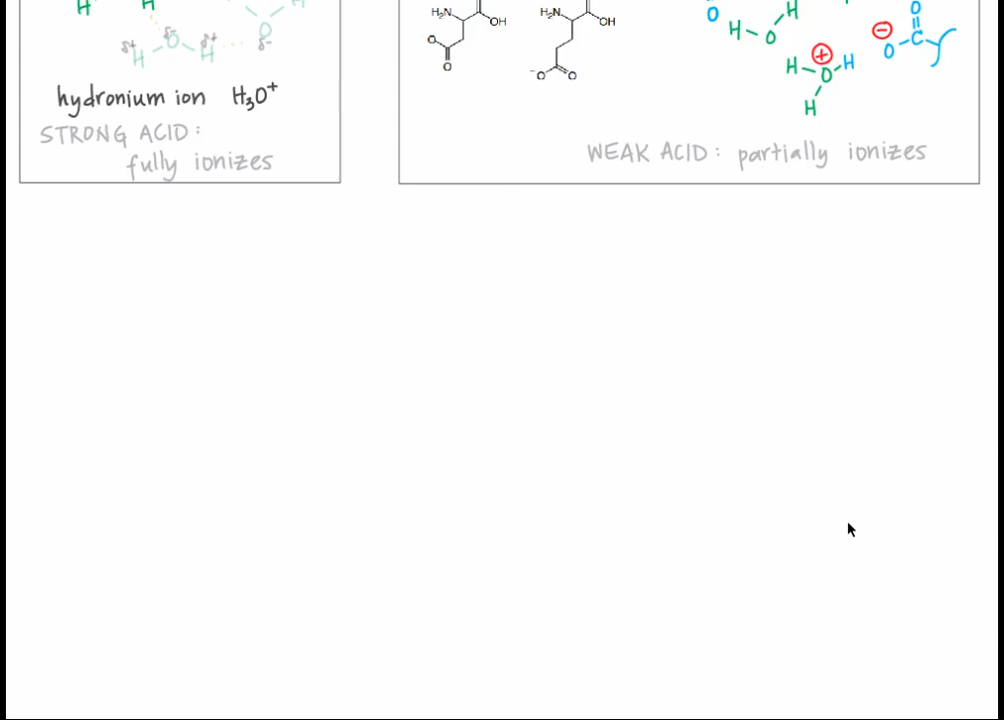 hydronium ion H₃O⁺
STRONG ACID:
fully ionizes
H H H
δ+ H O δ- H δ+ O δ-
H₂N OH
O
O
H₂N OH
⁻O O
O
H
H O
⊕
H O H
H
⊖ O
O C
WEAK ACID: partially ionizes